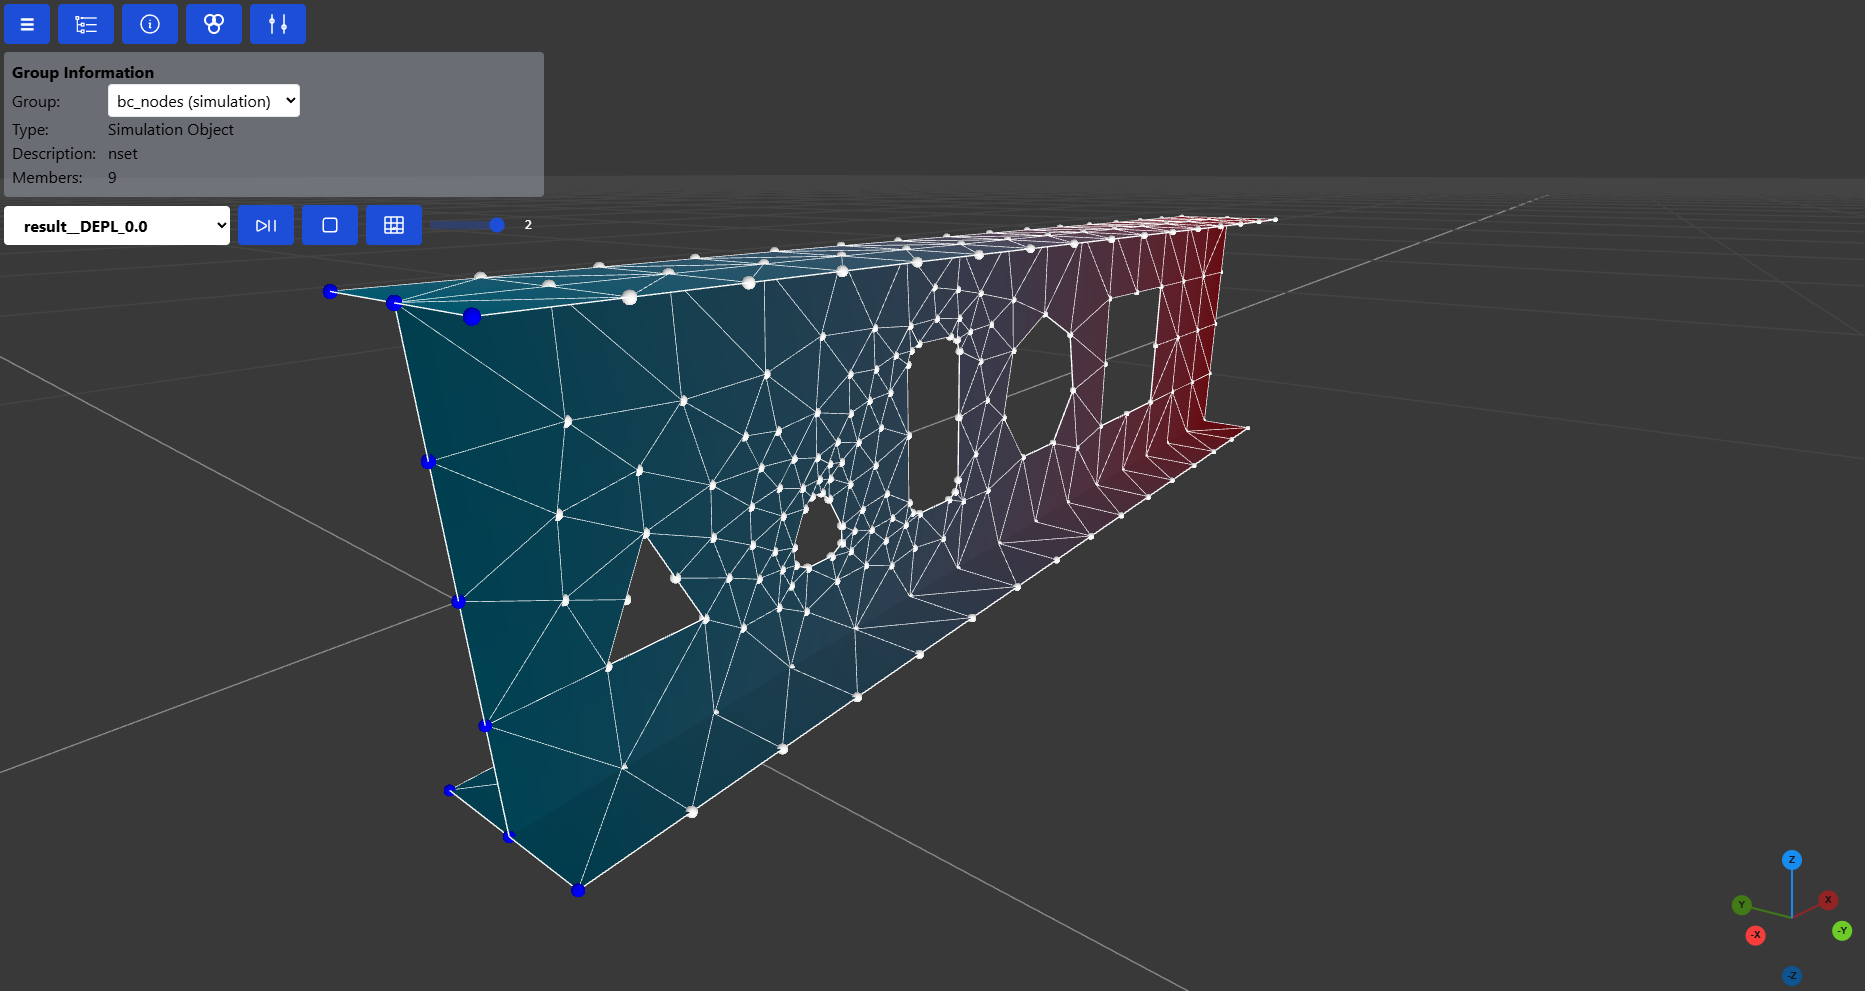 Group Information
Group: bc_nodes (simulation)
Type: Simulation Object
Description: nset
Members: 9
result__DEPL_0.0
2
Z
Y X
-X -Y
-Z